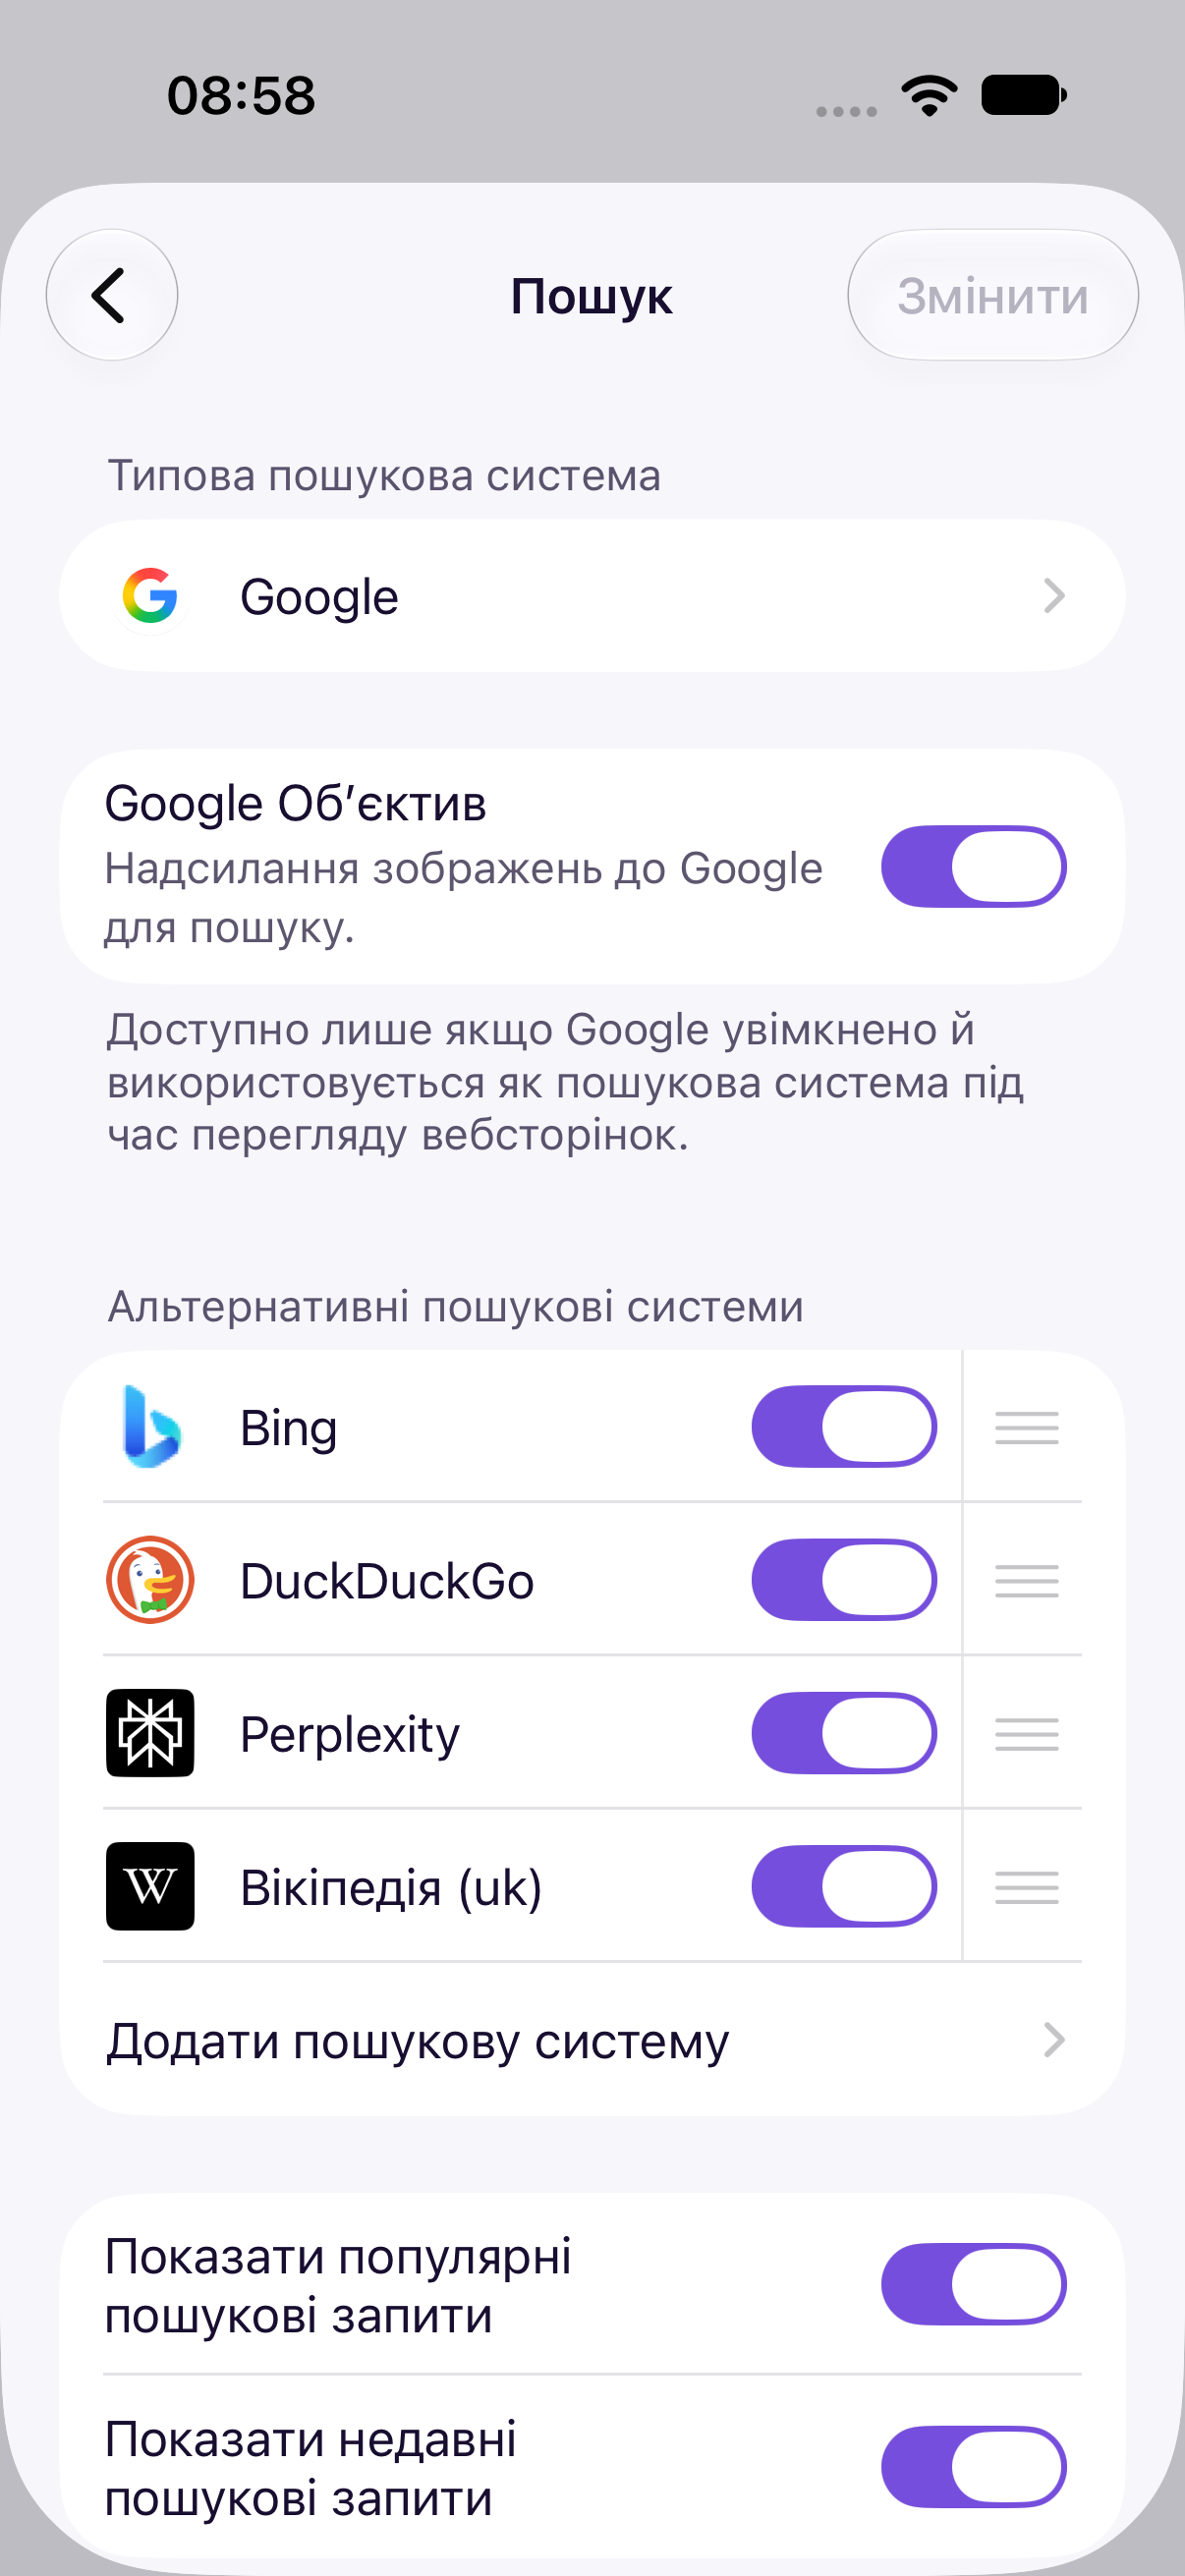 08:58
Пошук
Змінити
Типова пошукова система
Google
Google Обʼєктив
Надсилання зображень до Google
для пошуку.
Доступно лише якщо Google увімкнено й
використовується як пошукова система під
час перегляду вебсторінок.
Альтернативні пошукові системи
Bing
DuckDuckGo
Perplexity
W
Вікіпедія (uk)
Додати пошукову систему
Показати популярні
пошукові запити
Показати недавні
пошукові запити